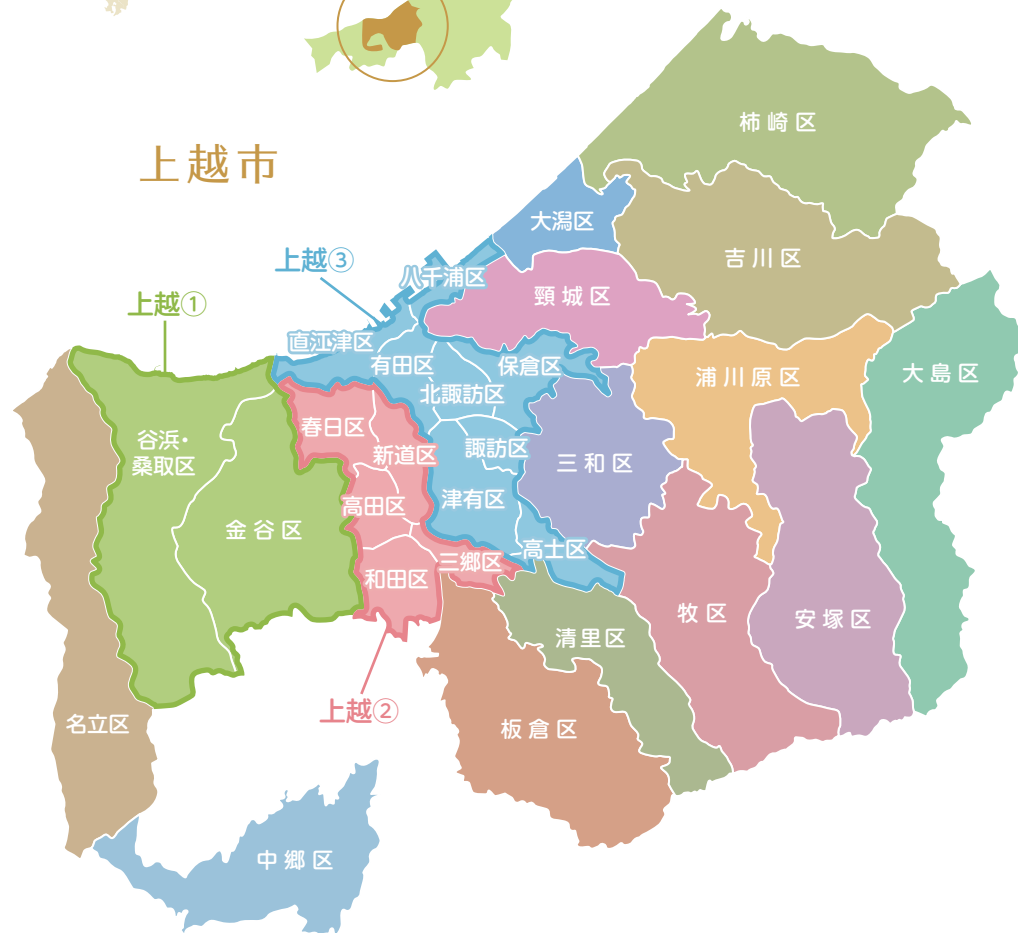 上越市
柿崎区
大潟区
吉川区
上越③
八千浦区
頸城区
上越①
直江津区
有田区
保倉区
浦川原区
大島区
北諏訪区
谷浜・
桑取区
春日区
新道区
諏訪区
三和区
津有区
高田区
金谷区
高士区
三郷区
和田区
牧区
安塚区
清里区
上越②
名立区
板倉区
中郷区